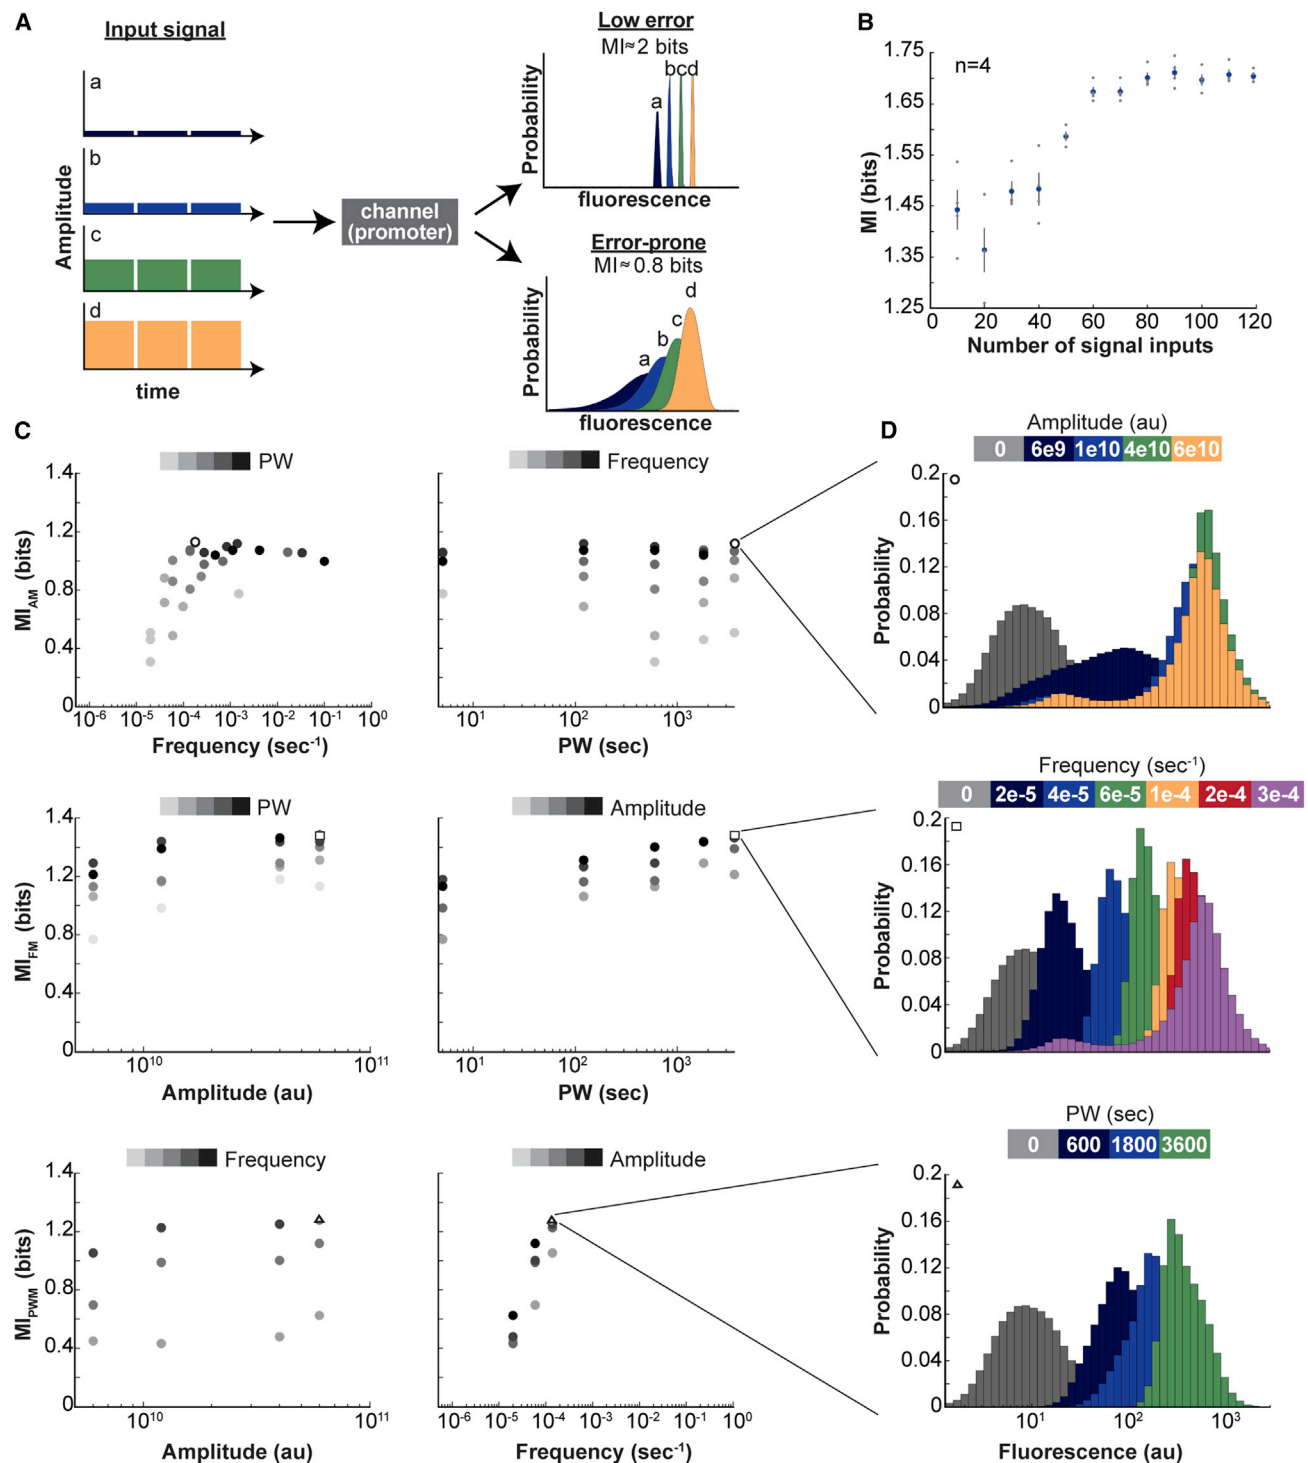 A
Input signal
a
b
c
d
Amplitude
time
channel
(promoter)
Low error
MI≈2 bits
a
bcd
Probability
fluorescence
Error-prone
MI≈0.8 bits
a
b
c
d
Probability
fluorescence
B
n=4
1.75
1.65
1.55
1.45
1.35
1.25
MI (bits)
0 20 40 60 80 100 120
Number of signal inputs
C
PW
1.4
1.2
0.8
0.4
0
MI_AM (bits)
10⁻⁶ 10⁻⁵ 10⁻⁴ 10⁻³ 10⁻² 10⁻¹ 10⁰
Frequency (sec⁻¹)
Frequency
10¹ 10² 10³
PW (sec)
PW
1.4
1.2
0.8
0.4
0
MI_FM (bits)
10¹⁰ 10¹¹
Amplitude (au)
Amplitude
10¹ 10² 10³
PW (sec)
Frequency
1.4
1.2
0.8
0.4
0
MI_PWM (bits)
10¹⁰ 10¹¹
Amplitude (au)
Amplitude
10⁻⁶ 10⁻⁵ 10⁻⁴ 10⁻³ 10⁻² 10⁻¹ 10⁰
Frequency (sec⁻¹)
D
Amplitude (au)
0 6e9 1e10 4e10 6e10
0.2
0.16
0.12
0.08
0.04
0
Probability
Frequency (sec⁻¹)
0 2e-5 4e-5 6e-5 1e-4 2e-4 3e-4
0.2
0.16
0.12
0.08
0.04
0
Probability
PW (sec)
0 600 1800 3600
0.2
0.16
0.12
0.08
0.04
0
Probability
10¹ 10² 10³
Fluorescence (au)